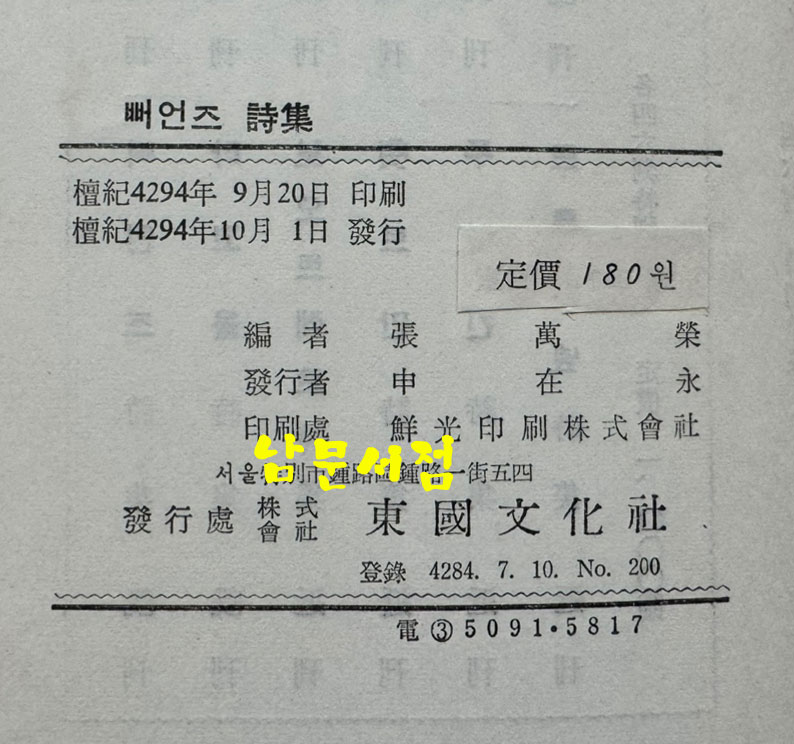 뻐언즈 詩集
檀紀4294年 9月20日 印刷
檀紀4294年10月 1日 發行
定價 180원
編者 張萬榮
發行者 申在永
印刷處 鮮光印刷株式會社
남문서점
서울特別市鍾路區鍾路一街五四
發行處 株式會社 東國文化社
登錄 4284. 7. 10. No. 200
電 ③ 5091·5817